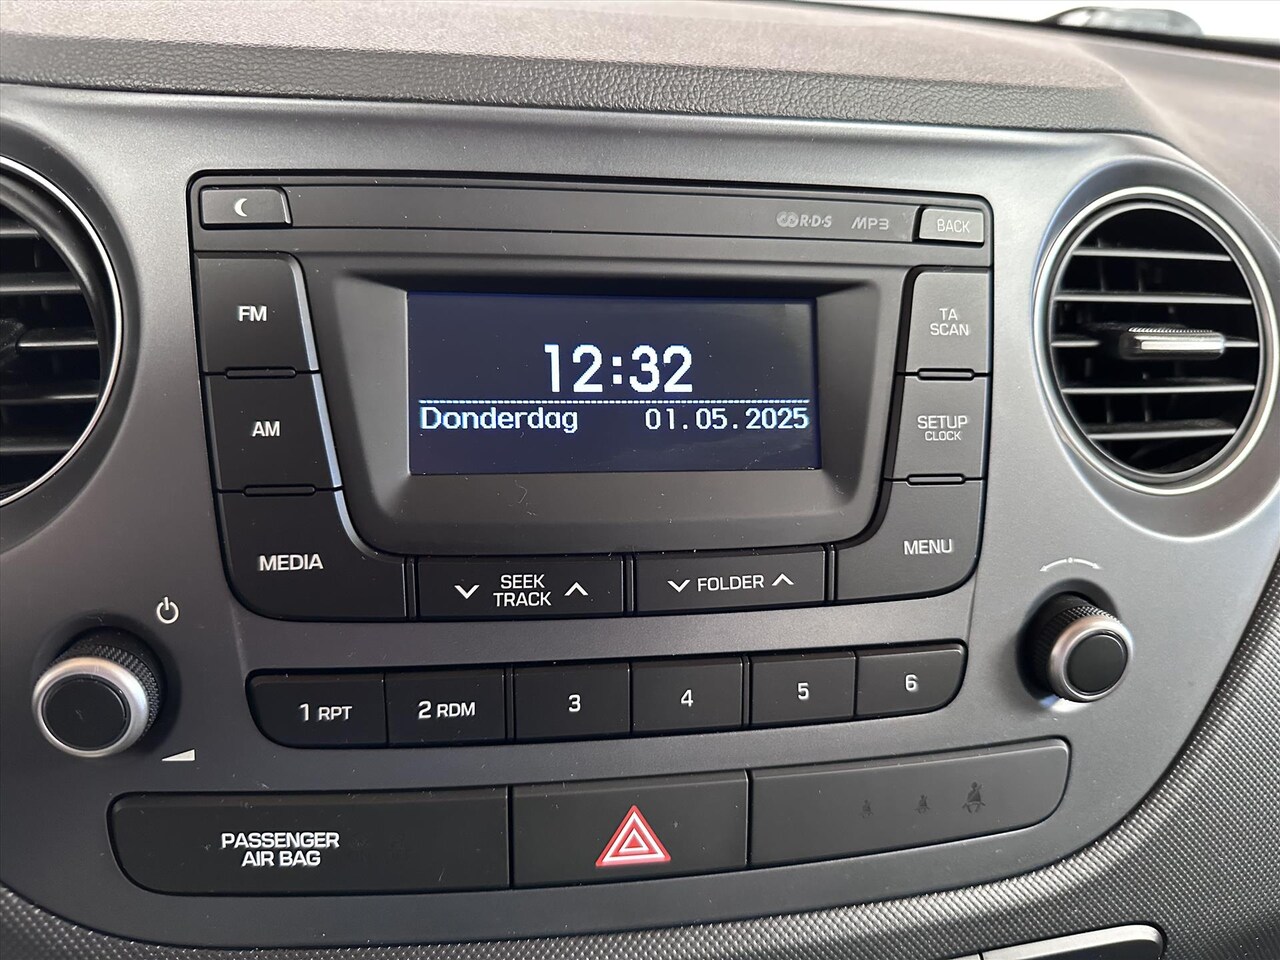 R·D·S MP3 BACK
FM
TA
SCAN
12:32
Donderdag 01.05.2025
AM
SETUP
CLOCK
MEDIA
SEEK
TRACK
FOLDER
MENU
1 RPT
2 RDM
3
4
5
6
PASSENGER
AIR BAG